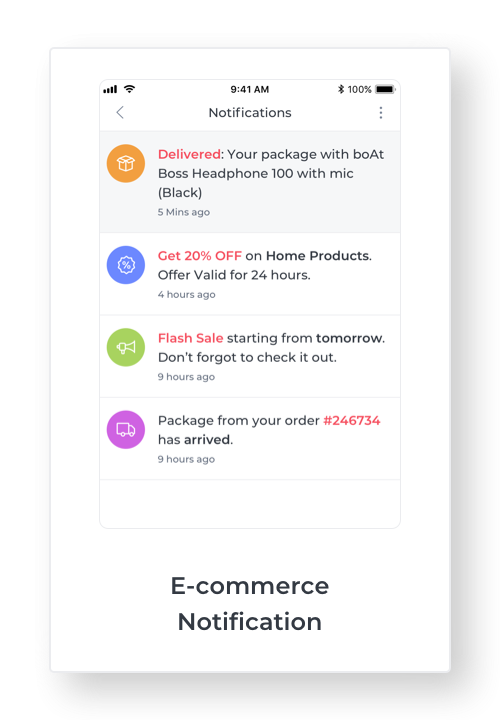 9:41 AM
100%
Notifications
Delivered: Your package with boAt
Boss Headphone 100 with mic
(Black)
5 Mins ago
%
Get 20% OFF on Home Products.
Offer Valid for 24 hours.
4 hours ago
Flash Sale starting from tomorrow.
Don’t forgot to check it out.
9 hours ago
Package from your order #246734
has arrived.
9 hours ago
E-commerce
Notification